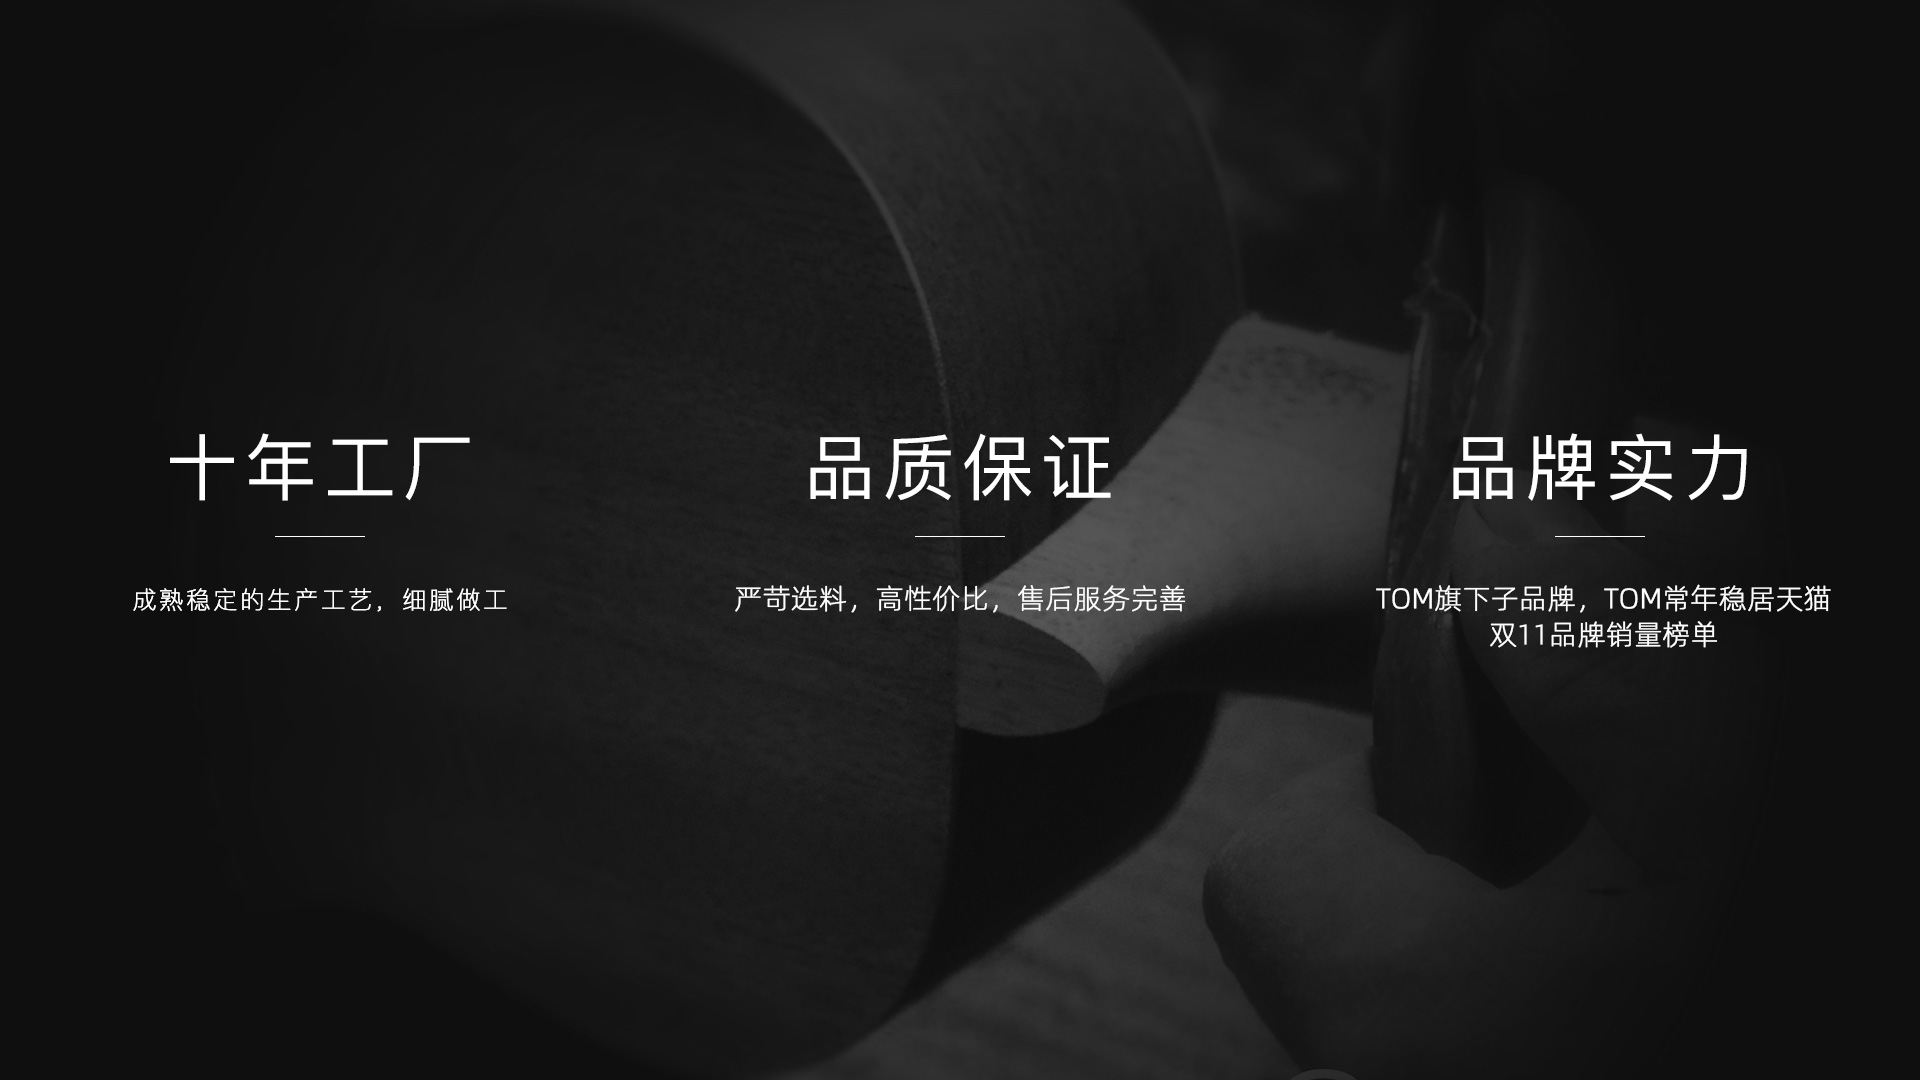 十年工厂
成熟稳定的生产工艺，细腻做工
品质保证
严苛选料，高性价比，售后服务完善
品牌实力
TOM旗下子品牌，TOM常年稳居天猫
双11品牌销量榜单